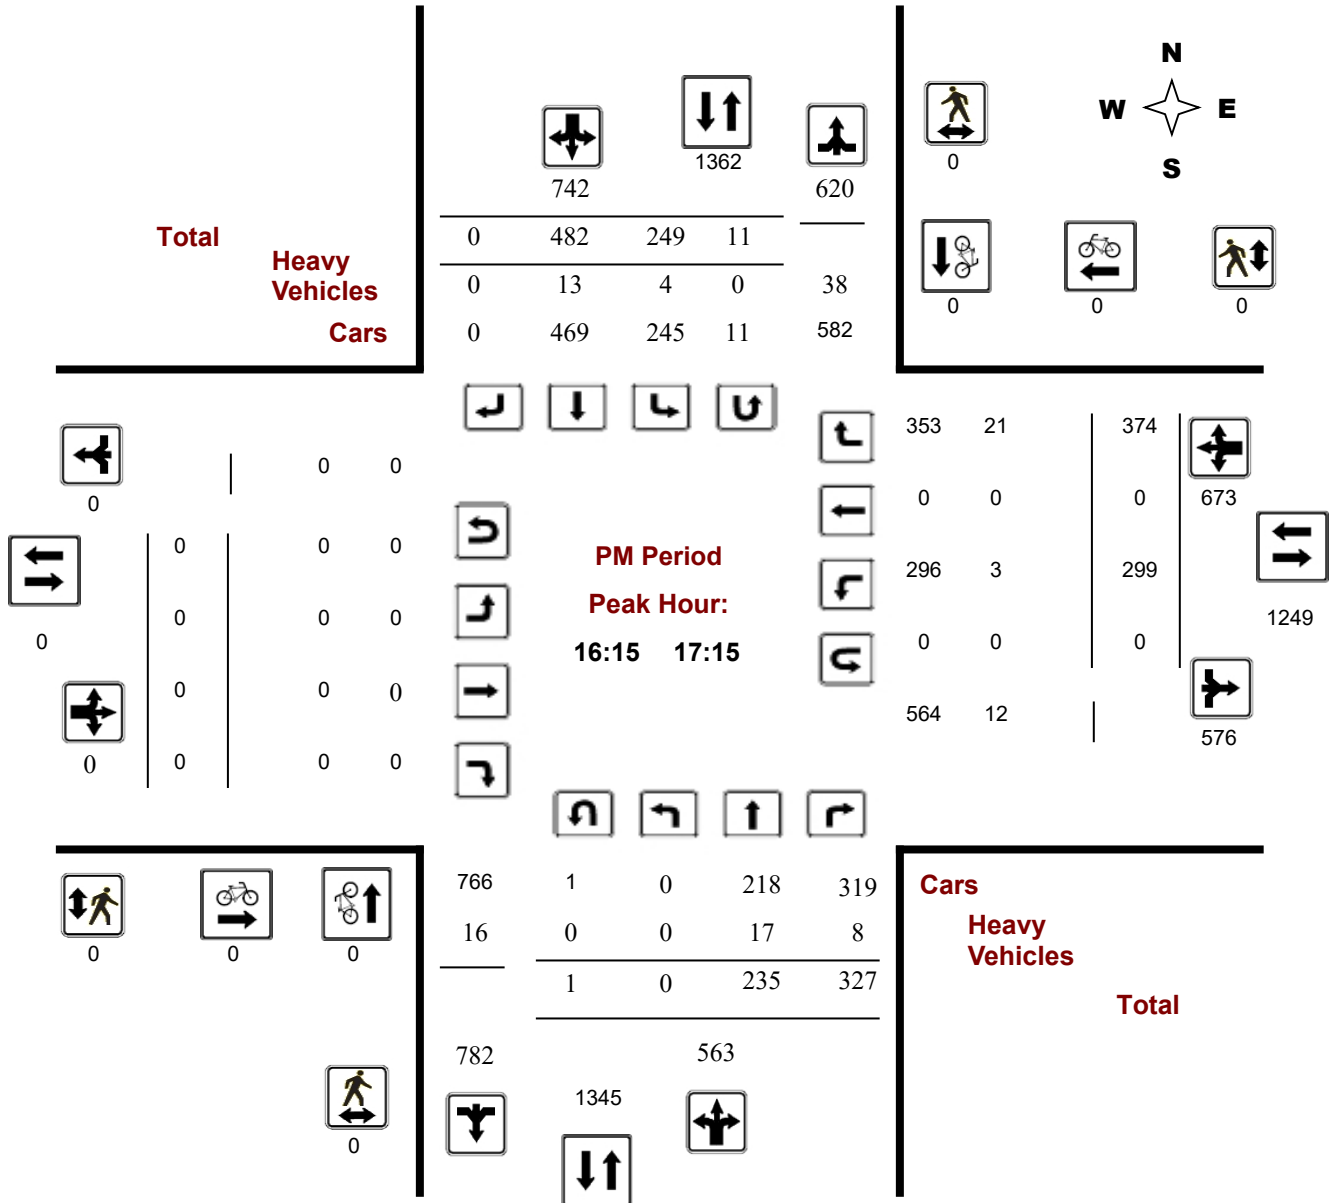 N
W E
S
1362
0
742 620
Total 0 482 249 11
Heavy
Vehicles 0 13 4 0 38
Cars 0 469 245 11 582
0 0 0
353 21 374
0 0
0 0 0 0 673
0 0 0
PM Period
296 3 299
Peak Hour:
0 0 0 1249
0 16:15 17:15 0 0 0
0 0 0
564 12 576
0 0 0 0
766 1 0 218 319 Cars
16 0 0 17 8 Heavy
Vehicles
0 0 0
1 0 235 327 Total
782 563
1345
0